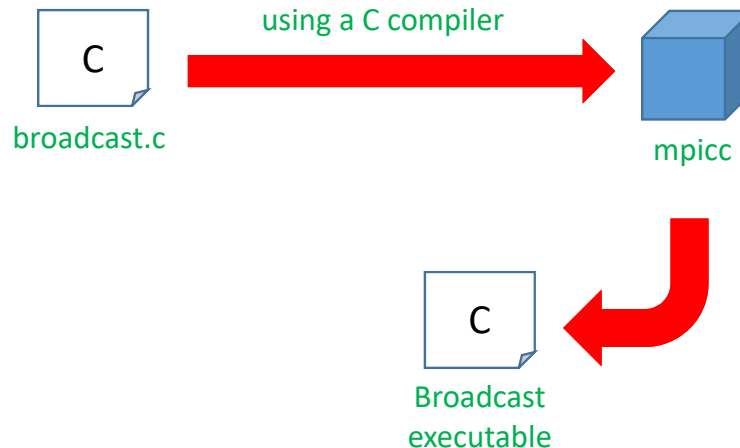 using a C compiler
C
broadcast.c
mpicc
C
Broadcast
executable